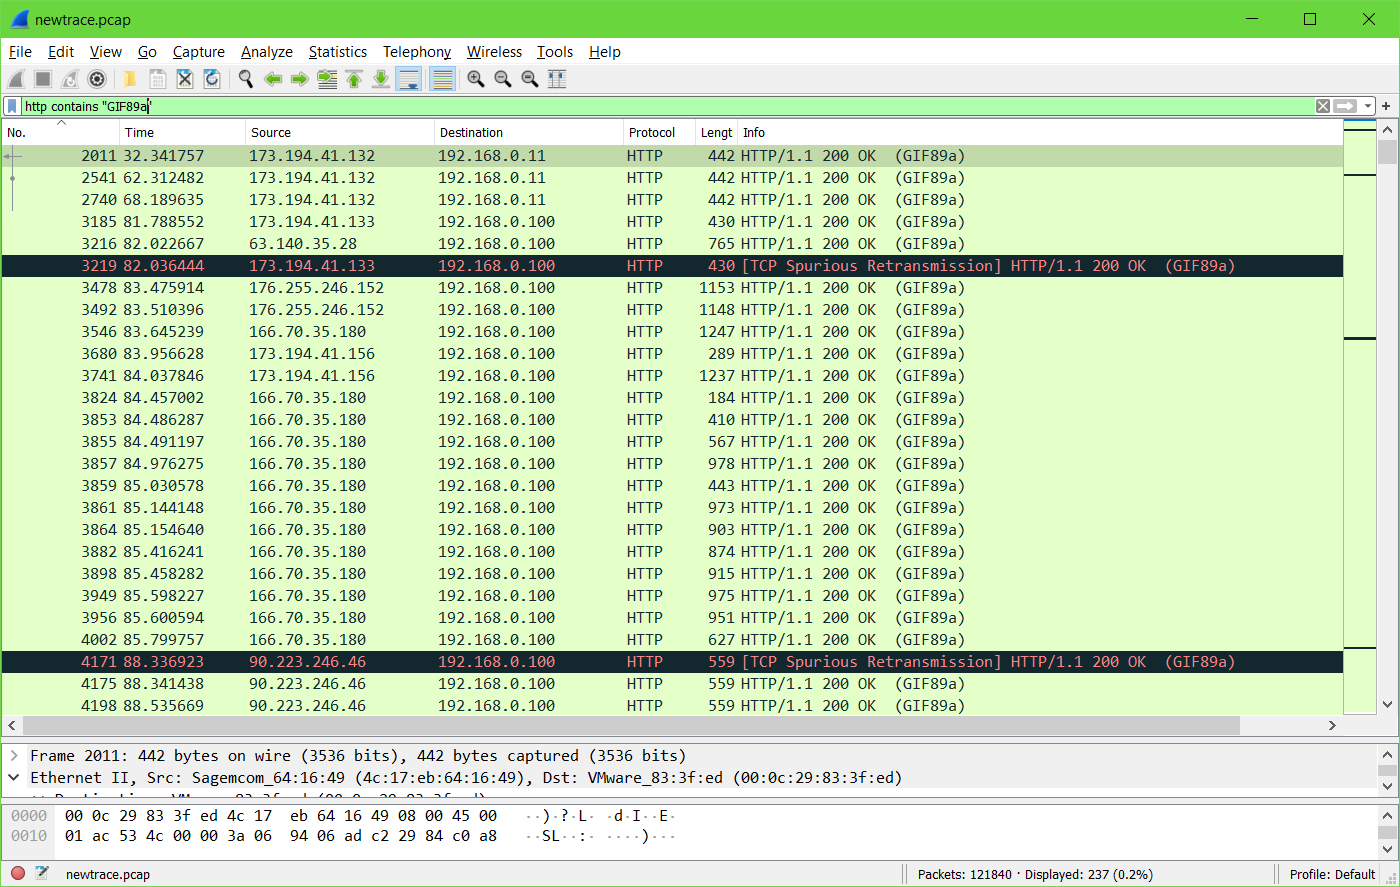 newtrace.pcap
File Edit View Go Capture Analyze Statistics Telephony Wireless Tools Help
http contains "GIF89a"
No. Time Source Destination Protocol Lengt Info
2011 32.341757 173.194.41.132 192.168.0.11 HTTP 442 HTTP/1.1 200 OK (GIF89a)
2541 62.312482 173.194.41.132 192.168.0.11 HTTP 442 HTTP/1.1 200 OK (GIF89a)
2740 68.189635 173.194.41.132 192.168.0.11 HTTP 442 HTTP/1.1 200 OK (GIF89a)
3185 81.788552 173.194.41.133 192.168.0.100 HTTP 430 HTTP/1.1 200 OK (GIF89a)
3216 82.022667 63.140.35.28 192.168.0.100 HTTP 765 HTTP/1.1 200 OK (GIF89a)
3219 82.036444 173.194.41.133 192.168.0.100 HTTP 430 [TCP Spurious Retransmission] HTTP/1.1 200 OK (GIF89a)
3478 83.475914 176.255.246.152 192.168.0.100 HTTP 1153 HTTP/1.1 200 OK (GIF89a)
3492 83.510396 176.255.246.152 192.168.0.100 HTTP 1148 HTTP/1.1 200 OK (GIF89a)
3546 83.645239 166.70.35.180 192.168.0.100 HTTP 1247 HTTP/1.1 200 OK (GIF89a)
3680 83.956628 173.194.41.156 192.168.0.100 HTTP 289 HTTP/1.1 200 OK (GIF89a)
3741 84.037846 173.194.41.156 192.168.0.100 HTTP 1237 HTTP/1.1 200 OK (GIF89a)
3824 84.457002 166.70.35.180 192.168.0.100 HTTP 184 HTTP/1.1 200 OK (GIF89a)
3853 84.486287 166.70.35.180 192.168.0.100 HTTP 410 HTTP/1.1 200 OK (GIF89a)
3855 84.491197 166.70.35.180 192.168.0.100 HTTP 567 HTTP/1.1 200 OK (GIF89a)
3857 84.976275 166.70.35.180 192.168.0.100 HTTP 978 HTTP/1.1 200 OK (GIF89a)
3859 85.030578 166.70.35.180 192.168.0.100 HTTP 443 HTTP/1.1 200 OK (GIF89a)
3861 85.144148 166.70.35.180 192.168.0.100 HTTP 973 HTTP/1.1 200 OK (GIF89a)
3864 85.154640 166.70.35.180 192.168.0.100 HTTP 903 HTTP/1.1 200 OK (GIF89a)
3882 85.416241 166.70.35.180 192.168.0.100 HTTP 874 HTTP/1.1 200 OK (GIF89a)
3898 85.458282 166.70.35.180 192.168.0.100 HTTP 915 HTTP/1.1 200 OK (GIF89a)
3949 85.598227 166.70.35.180 192.168.0.100 HTTP 975 HTTP/1.1 200 OK (GIF89a)
3956 85.600594 166.70.35.180 192.168.0.100 HTTP 951 HTTP/1.1 200 OK (GIF89a)
4002 85.799757 166.70.35.180 192.168.0.100 HTTP 627 HTTP/1.1 200 OK (GIF89a)
4171 88.336923 90.223.246.46 192.168.0.100 HTTP 559 [TCP Spurious Retransmission] HTTP/1.1 200 OK (GIF89a)
4175 88.341438 90.223.246.46 192.168.0.100 HTTP 559 HTTP/1.1 200 OK (GIF89a)
4198 88.535669 90.223.246.46 192.168.0.100 HTTP 559 HTTP/1.1 200 OK (GIF89a)
Frame 2011: 442 bytes on wire (3536 bits), 442 bytes captured (3536 bits)
Ethernet II, Src: Sagemcom_64:16:49 (4c:17:eb:64:16:49), Dst: VMware_83:3f:ed (00:0c:29:83:3f:ed)
0000 00 0c 29 83 3f ed 4c 17 eb 64 16 49 08 00 45 00 ··)·?·L· ·d·I··E·
0010 01 ac 53 4c 00 00 3a 06 94 06 ad c2 29 84 c0 a8 ··SL··:· ····)···
newtrace.pcap Packets: 121840 · Displayed: 237 (0.2%) Profile: Default